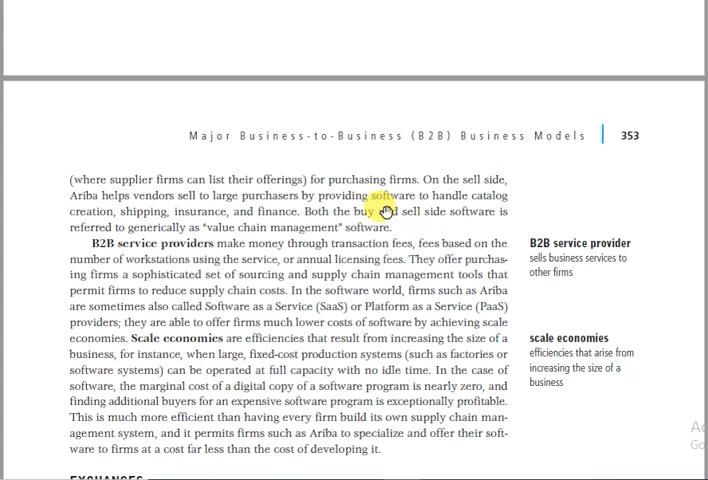 Major Business-to-Business (B2B) Business Models 353
(where supplier firms can list their offerings) for purchasing firms. On the sell side,
Ariba helps vendors sell to large purchasers by providing software to handle catalog
creation, shipping, insurance, and finance. Both the buy and sell side software is
referred to generically as “value chain management” software.
B2B service providers make money through transaction fees, fees based on the
number of workstations using the service, or annual licensing fees. They offer purchas-
ing firms a sophisticated set of sourcing and supply chain management tools that
permit firms to reduce supply chain costs. In the software world, firms such as Ariba
are sometimes also called Software as a Service (SaaS) or Platform as a Service (PaaS)
providers; they are able to offer firms much lower costs of software by achieving scale
economies. Scale economies are efficiencies that result from increasing the size of a
business, for instance, when large, fixed-cost production systems (such as factories or
software systems) can be operated at full capacity with no idle time. In the case of
software, the marginal cost of a digital copy of a software program is nearly zero, and
finding additional buyers for an expensive software program is exceptionally profitable.
This is much more efficient than having every firm build its own supply chain man-
agement system, and it permits firms such as Ariba to specialize and offer their soft-
ware to firms at a cost far less than the cost of developing it.
EXCHANGES
B2B service provider
sells business services to
other firms
scale economies
efficiencies that arise from
increasing the size of a
business